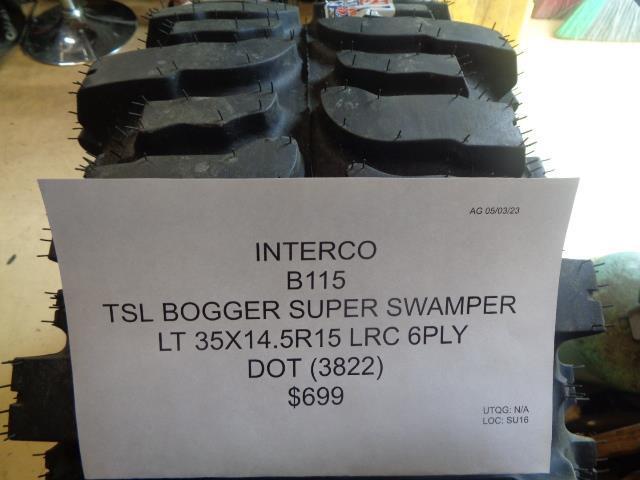 AG 05/03/23
INTERCO
B115
TSL BOGGER SUPER SWAMPER
LT 35X14.5R15 LRC 6PLY
DOT (3822)
$699
UTQG: N/A
LOC: SU16